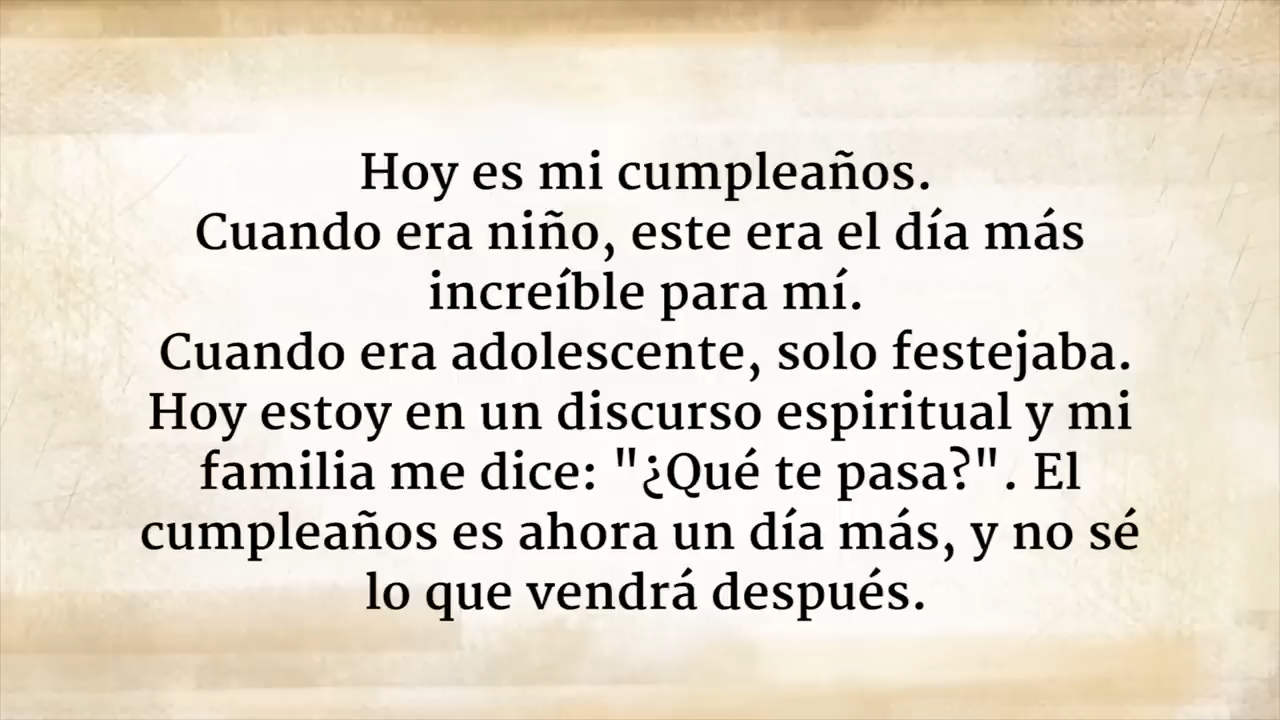 Hoy es mi cumpleaños.
Cuando era niño, este era el día más
increíble para mí.
Cuando era adolescente, solo festejaba.
Hoy estoy en un discurso espiritual y mi
familia me dice: "¿Qué te pasa?". El
cumpleaños es ahora un día más, y no sé
lo que vendrá después.